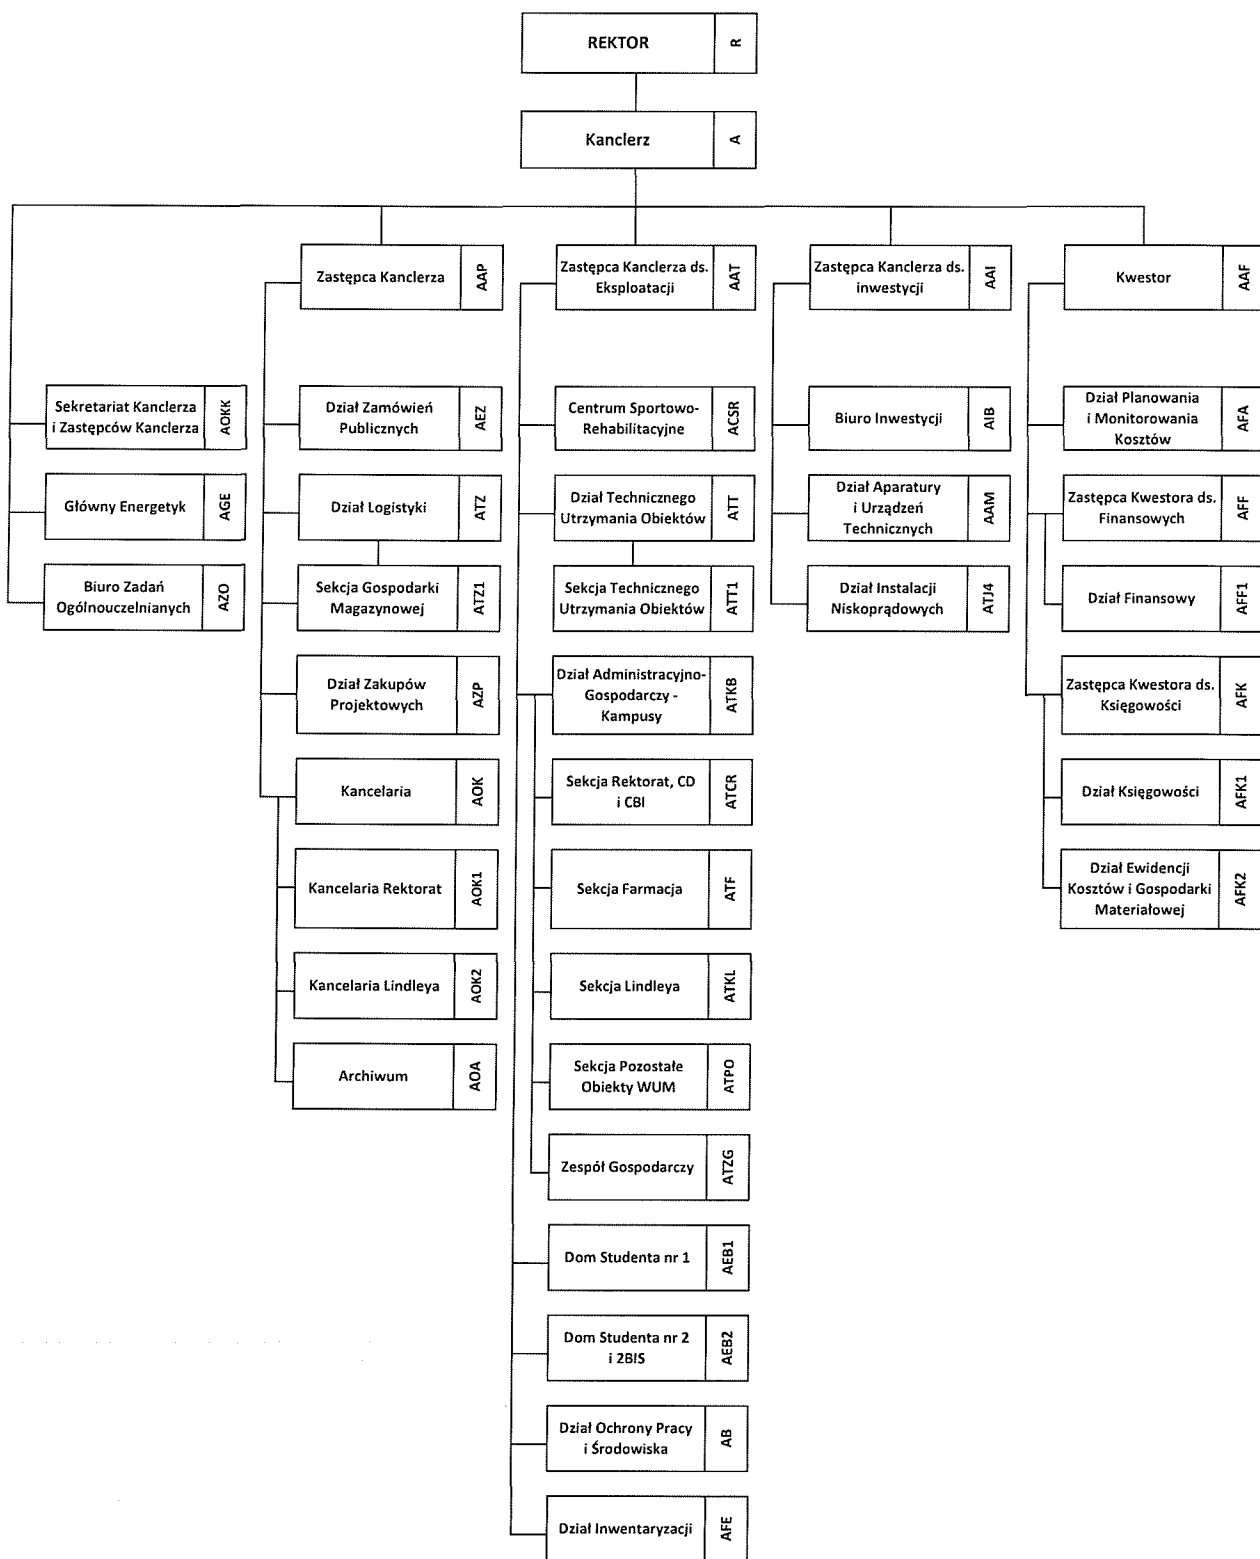 REKTOR
R
Kanclerz
A
Zastępca Kanclerza
AAP
Zastępca Kanclerza ds.
Eksploatacji
AAT
Zastępca Kanclerza ds.
inwestycji
AAI
Kwestor
AAF
Sekretariat Kanclerza
i Zastępców Kanclerza
AOKK
Główny Energetyk
AGE
Biuro Zadań
Ogólnouczelnianych
AZO
Dział Zamówień
Publicznych
AEZ
Dział Logistyki
ATZ
Sekcja Gospodarki
Magazynowej
ATZ1
Dział Zakupów
Projektowych
AZP
Kancelaria
AOK
Kancelaria Rektorat
AOK1
Kancelaria Lindleya
AOK2
Archiwum
AOA
Centrum Sportowo-
Rehabilitacyjne
ACSR
Dział Technicznego
Utrzymania Obiektów
ATT
Sekcja Technicznego
Utrzymania Obiektów
ATT1
Dział Administracyjno-
Gospodarczy -
Kampusy
ATKB
Sekcja Rektorat, CD
i CBI
ATCR
Sekcja Farmacja
ATF
Sekcja Lindleya
ATKL
Sekcja Pozostałe
Obiekty WUM
ATPO
Zespół Gospodarczy
ATZG
Dom Studenta nr 1
AEB1
Dom Studenta nr 2
i 2BIS
AEB2
Dział Ochrony Pracy
i Środowiska
AB
Dział Inwentaryzacji
AFE
Biuro Inwestycji
AIB
Dział Aparatury
i Urządzeń
Technicznych
AAM
Dział Instalacji
Niskoprądowych
ATJ4
Dział Planowania
i Monitorowania
Kosztów
AFA
Zastępca Kwestora ds.
Finansowych
AFF
Dział Finansowy
AFF1
Zastępca Kwestora ds.
Księgowości
AFK
Dział Księgowości
AFK1
Dział Ewidencji
Kosztów i Gospodarki
Materiałowej
AFK2